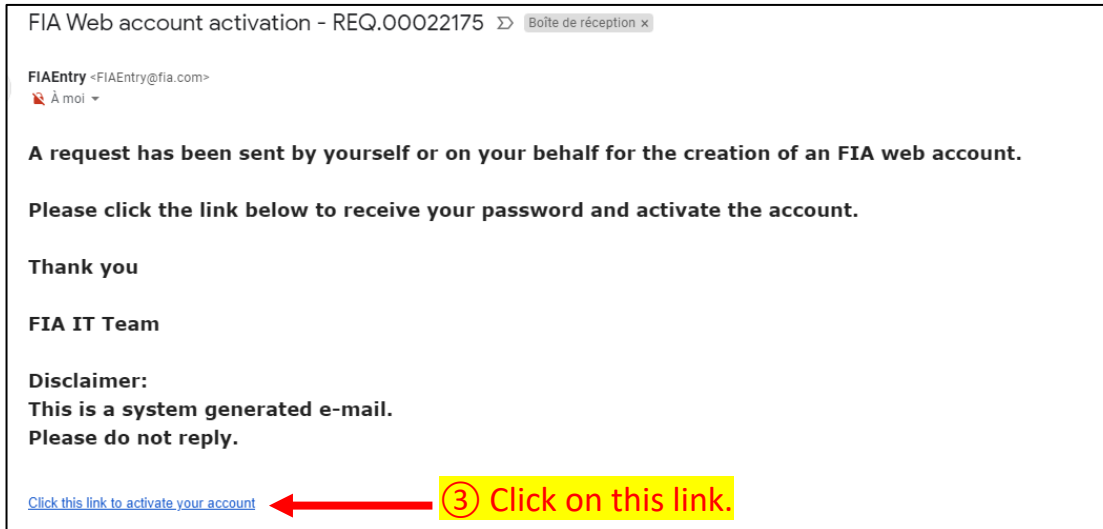 FIA Web account activation - REQ.00022175 Boîte de réception x
FIAEntry <FIAEntry@fia.com>
À moi
A request has been sent by yourself or on your behalf for the creation of an FIA web account.
Please click the link below to receive your password and activate the account.
Thank you
FIA IT Team
Disclaimer:
This is a system generated e-mail.
Please do not reply.
Click this link to activate your account ③ Click on this link.